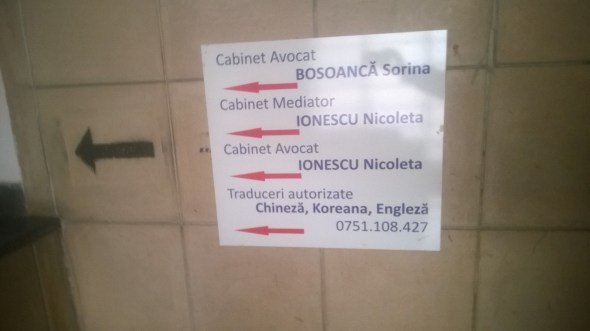 Cabinet Avocat
BOSOANCĂ Sorina
Cabinet Mediator
IONESCU Nicoleta
Cabinet Avocat
IONESCU Nicoleta
Traduceri autorizate
Chineză, Koreana, Engleză
0751.108.427